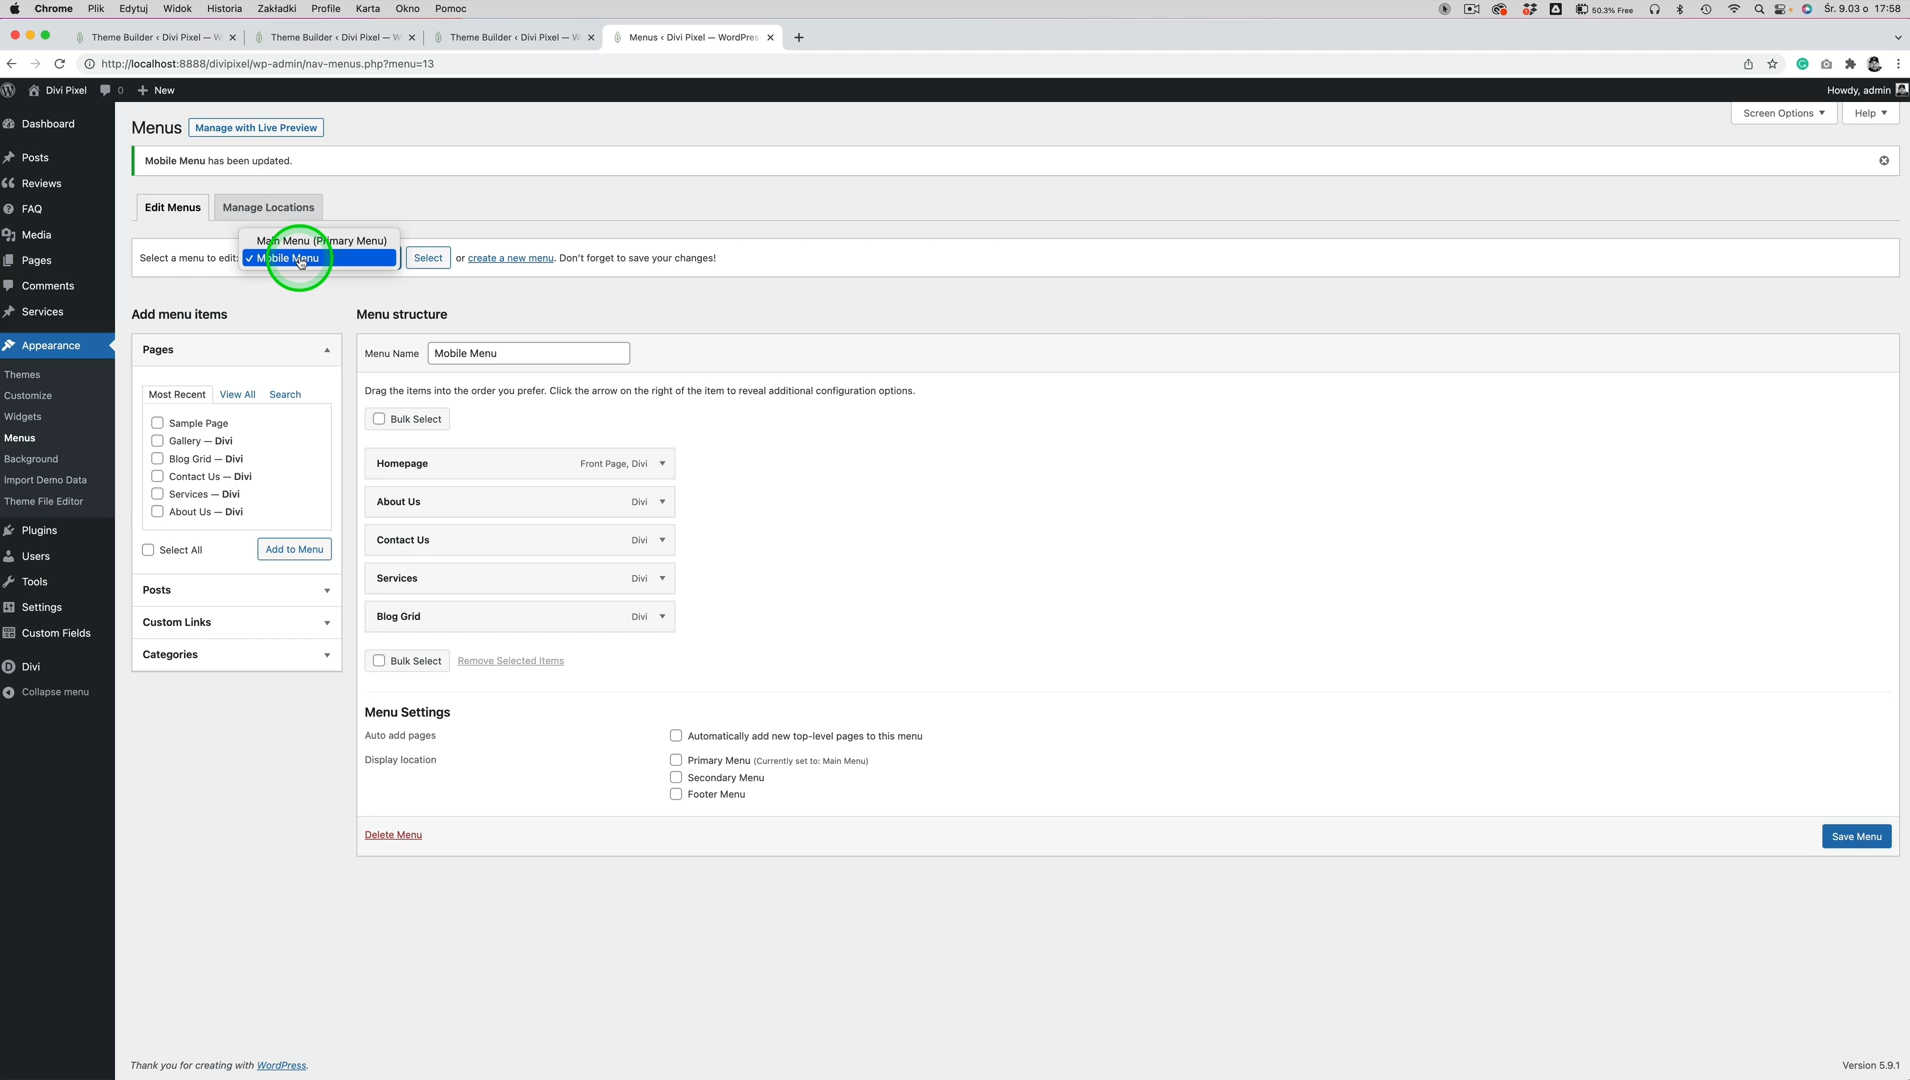 Chrome Plik Edytuj Widok Historia Zakładki Profile Karta Okno Pomoc 50.3% Free Śr. 9.03 o 17:58
Theme Builder ‹ Divi Pixel — W Theme Builder ‹ Divi Pixel — W Theme Builder ‹ Divi Pixel — W Menus ‹ Divi Pixel — WordPres
http://localhost:8888/divipixel/wp-admin/nav-menus.php?menu=13
Divi Pixel 0 + New Howdy, admin
Screen Options Help
Menus Manage with Live Preview
Mobile Menu has been updated.
Edit Menus Manage Locations
Main Menu (Primary Menu)
Select a menu to edit: ✓ Mobile Menu Select or create a new menu. Don't forget to save your changes!
Dashboard
Posts
Reviews
FAQ
Media
Pages
Comments
Services
Appearance
Themes
Customize
Widgets
Menus
Background
Import Demo Data
Theme File Editor
Plugins
Users
Tools
Settings
Custom Fields
Divi
Collapse menu
Add menu items
Pages
Most Recent View All Search
Sample Page
Gallery — Divi
Blog Grid — Divi
Contact Us — Divi
Services — Divi
About Us — Divi
Select All Add to Menu
Posts
Custom Links
Categories
Menu structure
Menu Name Mobile Menu
Drag the items into the order you prefer. Click the arrow on the right of the item to reveal additional configuration options.
Bulk Select
Homepage Front Page, Divi
About Us Divi
Contact Us Divi
Services Divi
Blog Grid Divi
Bulk Select Remove Selected Items
Menu Settings
Auto add pages Automatically add new top-level pages to this menu
Display location Primary Menu (Currently set to: Main Menu)
Secondary Menu
Footer Menu
Delete Menu Save Menu
Thank you for creating with WordPress. Version 5.9.1